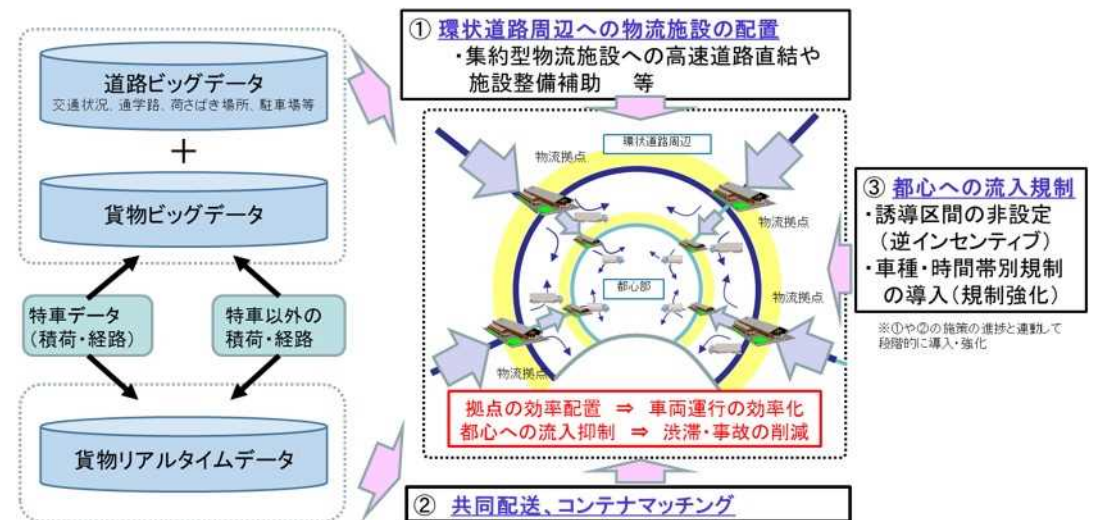 道路ビッグデータ
交通状況、通学路、荷さばき場所、駐車場等
＋
貨物ビッグデータ
特車データ
(積荷・経路)
特車以外の
積荷・経路
貨物リアルタイムデータ
① 環状道路周辺への物流施設の配置
・集約型物流施設への高速道路直結や
施設整備補助　等
環状道路周辺
物流拠点
物流拠点
都心部
物流拠点
物流拠点
拠点の効率配置 ⇒ 車両運行の効率化
都心への流入抑制 ⇒ 渋滞・事故の削減
② 共同配送、コンテナマッチング
③ 都心への流入規制
・誘導区間の非設定
(逆インセンティブ)
・車種・時間帯別規制
の導入(規制強化)
※①や②の施策の進捗と連動して
段階的に導入・強化